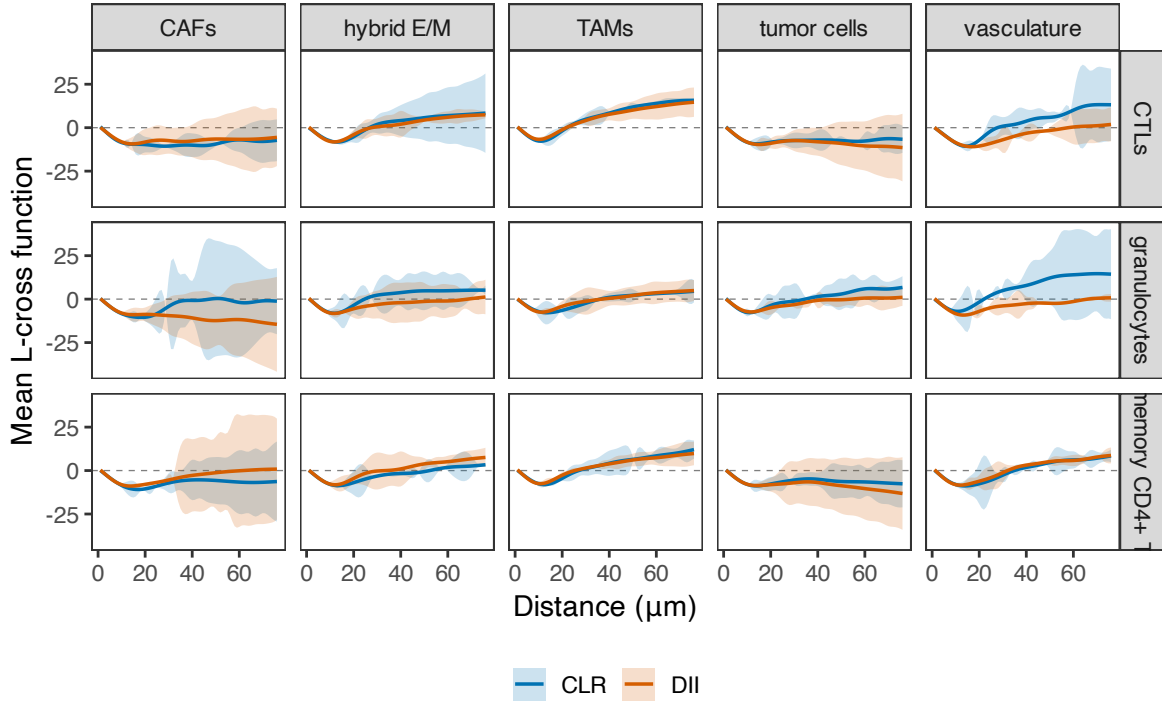 CAFs hybrid E/M TAMs tumor cells vasculature
25
0
-25
CTLs
25
0
-25
granulocytes
25
0
-25
memory CD4+
0 20 40 60 0 20 40 60 0 20 40 60 0 20 40 60 0 20 40 60
Mean L-cross function
Distance (µm)
CLR DII